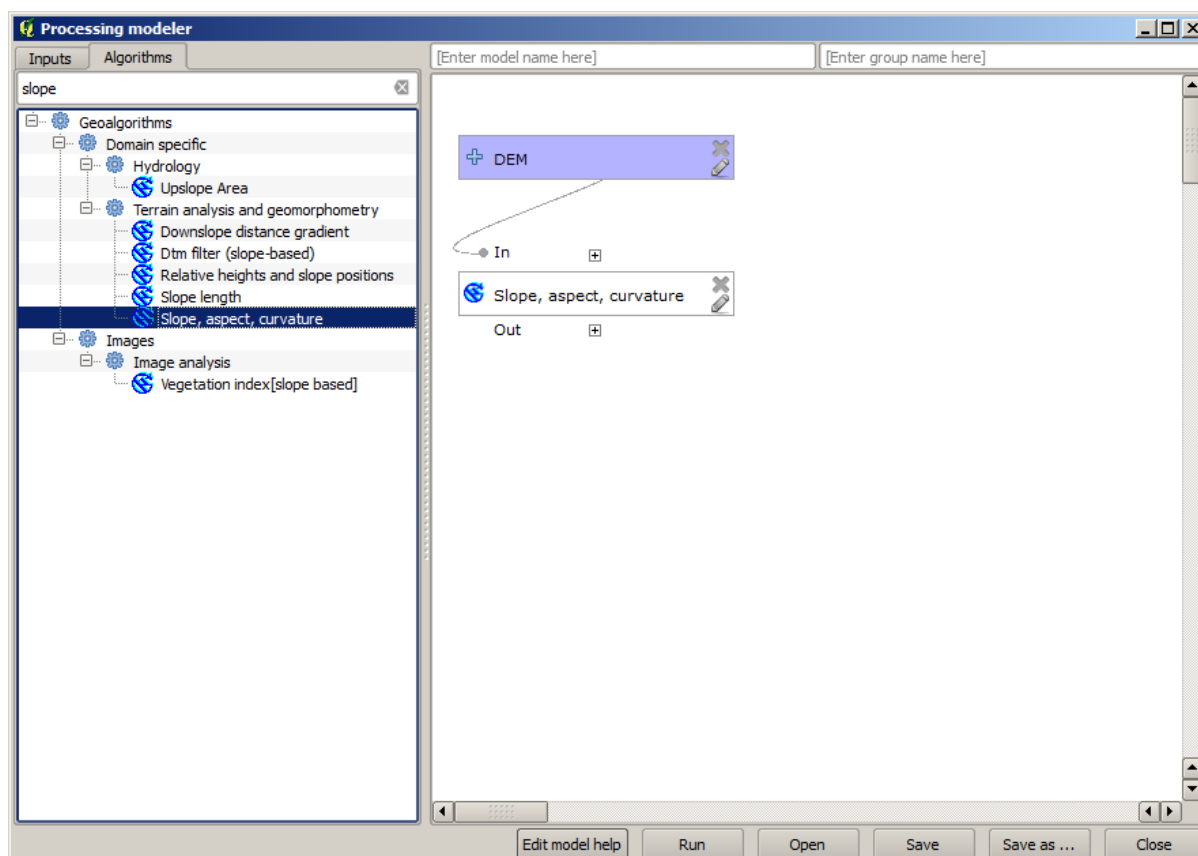 Processing modeler
Inputs
Algorithms
[Enter model name here]
[Enter group name here]
slope
Geoalgorithms
Domain specific
Hydrology
Upslope Area
Terrain analysis and geomorphometry
Downslope distance gradient
Dtm filter (slope-based)
Relative heights and slope positions
Slope length
Slope, aspect, curvature
Images
Image analysis
Vegetation index[slope based]
DEM
In
Slope, aspect, curvature
Out
Edit model help
Run
Open
Save
Save as ...
Close